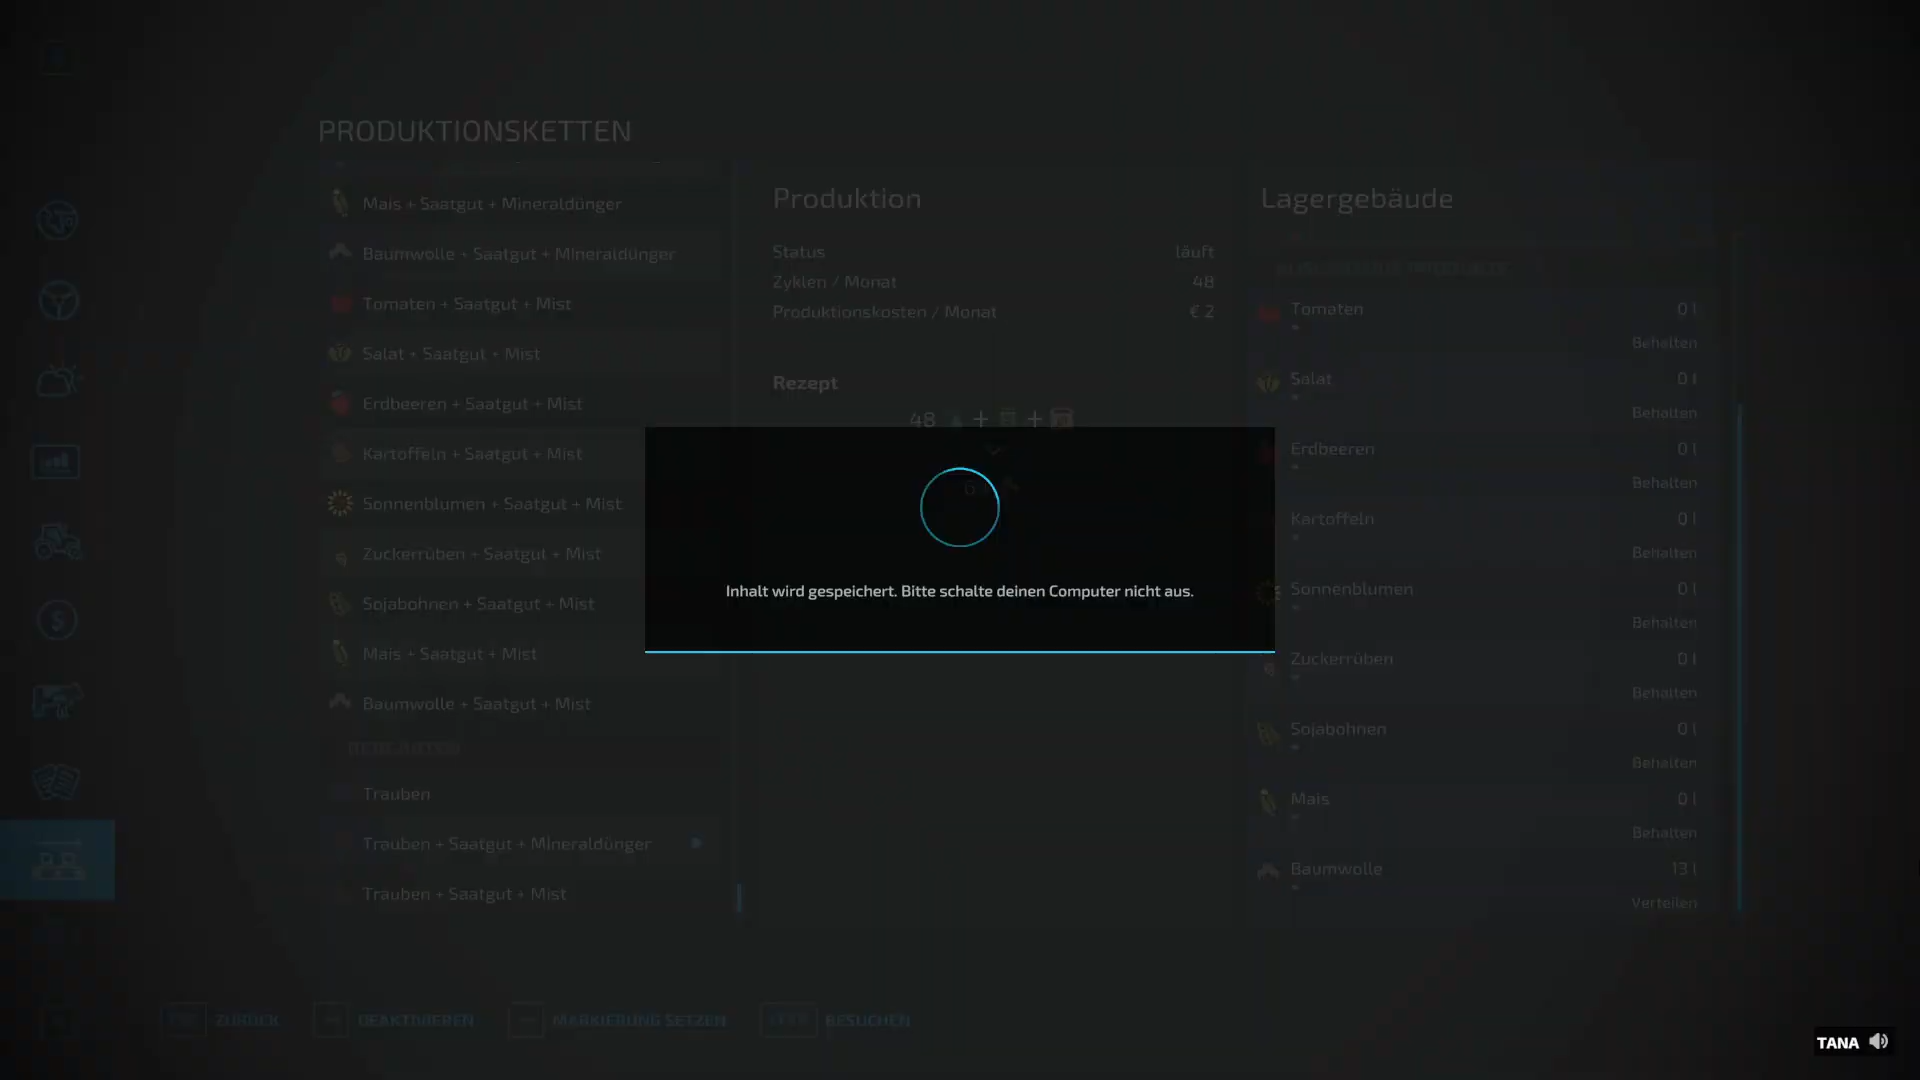 PRODUKTIONSKETTEN
Mais + Saatgut + Mineraldünger
Baumwolle + Saatgut + MIneraldünger
Tomaten + Saatgut + Mist
Salat + Saatgut + Mist
Erdbeeren + Saatgut + Mist
Kartoffeln + Saatgut + Mist
Sonnenblumen + Saatgut + Mist
Zuckerrüben + Saatgut + Mist
Sojabohnen + Saatgut + Mist
Mais + Saatgut + Mist
Baumwolle + Saatgut + Mist
Trauben
Trauben + Saatgut + MIneraldünger
Trauben + Saatgut + Mist
Produktion
Status läuft
Zyklen / Monat 48
Produktionskosten / Monat € 2
Rezept
48 + +
6
Inhalt wird gespeichert. Bitte schalte deinen Computer nicht aus.
Lagergebäude
Tomaten 0 l
Behalten
Salat 0 l
Behalten
Erdbeeren 0 l
Behalten
Kartoffeln 0 l
Behalten
Sonnenblumen 0 l
Behalten
Zuckerrüben 0 l
Behalten
Sojabohnen 0 l
Behalten
Mais 0 l
Behalten
Baumwolle 13 l
Verteilen
ZURÜCK DEAKTIVIEREN MARKIERUNG SETZEN BESUCHEN
TANA